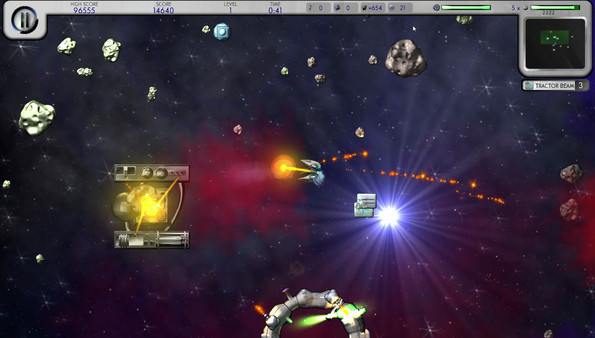 HIGH SCORE SCORE LEVEL TIME
96555 14640 1 0:41 2 0 0 +654 21 5 x
TRACTOR BEAM 3